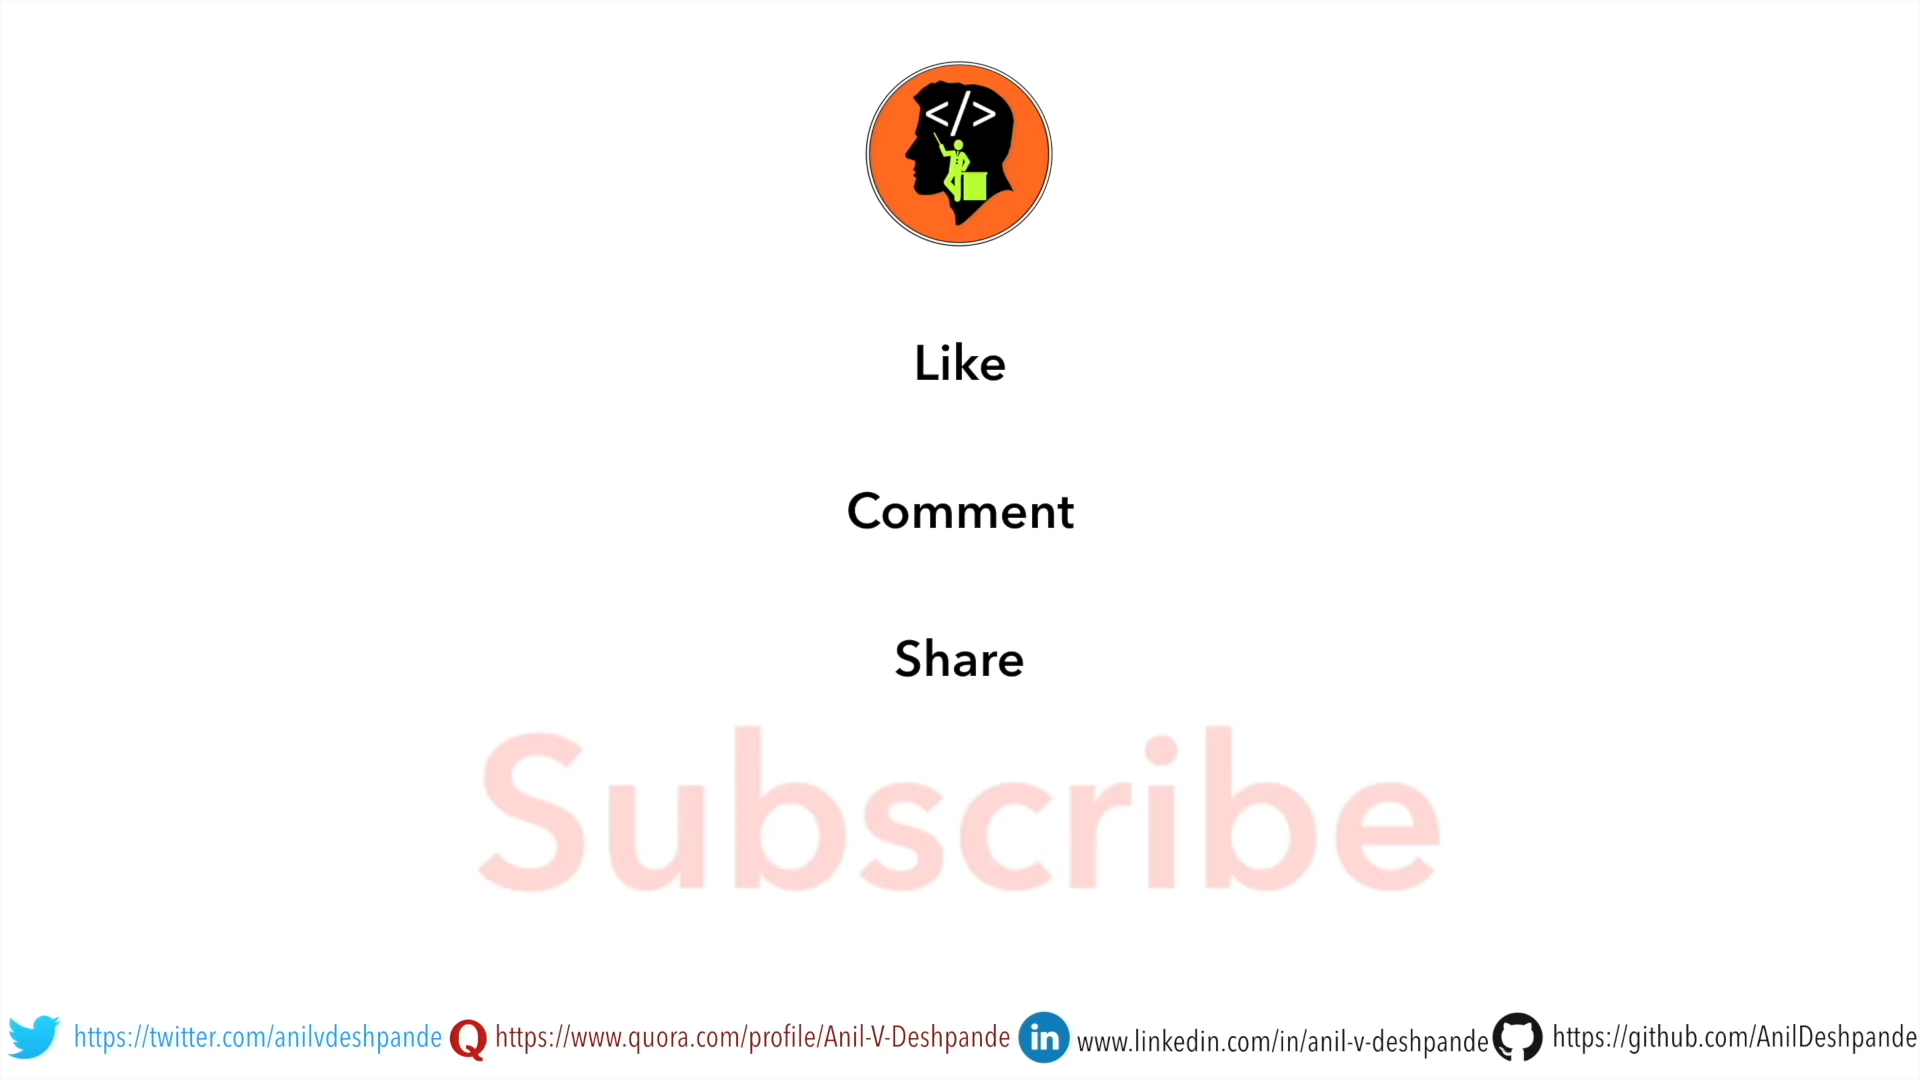 </>
Like
Comment
Share
Subscribe
https://twitter.com/anilvdeshpande https://www.quora.com/profile/Anil-V-Deshpande www.linkedin.com/in/anil-v-deshpande https://github.com/AnilDeshpande